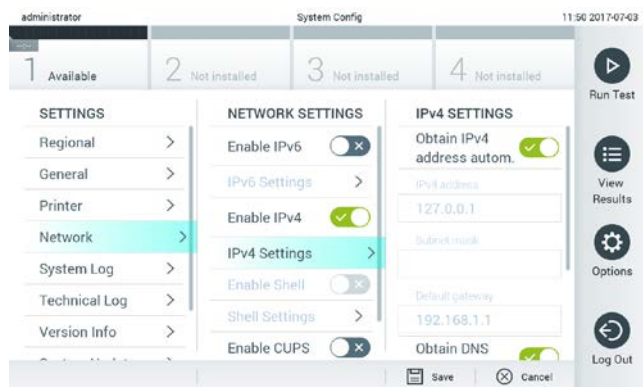 administrator System Config 11:50 2017-07-03
1 Available 2 Not installed 3 Not installed 4 Not installed
Run Test
View
Results
Options
Log Out
SETTINGS
Regional
General
Printer
Network
System Log
Technical Log
Version Info
NETWORK SETTINGS
Enable IPv6
IPv6 Settings
Enable IPv4
IPv4 Settings
Enable Shell
Shell Settings
Enable CUPS
IPv4 SETTINGS
Obtain IPv4
address autom.
IPv4 address
127.0.0.1
Subnet mask
Default gateway
192.168.1.1
Obtain DNS
Save Cancel